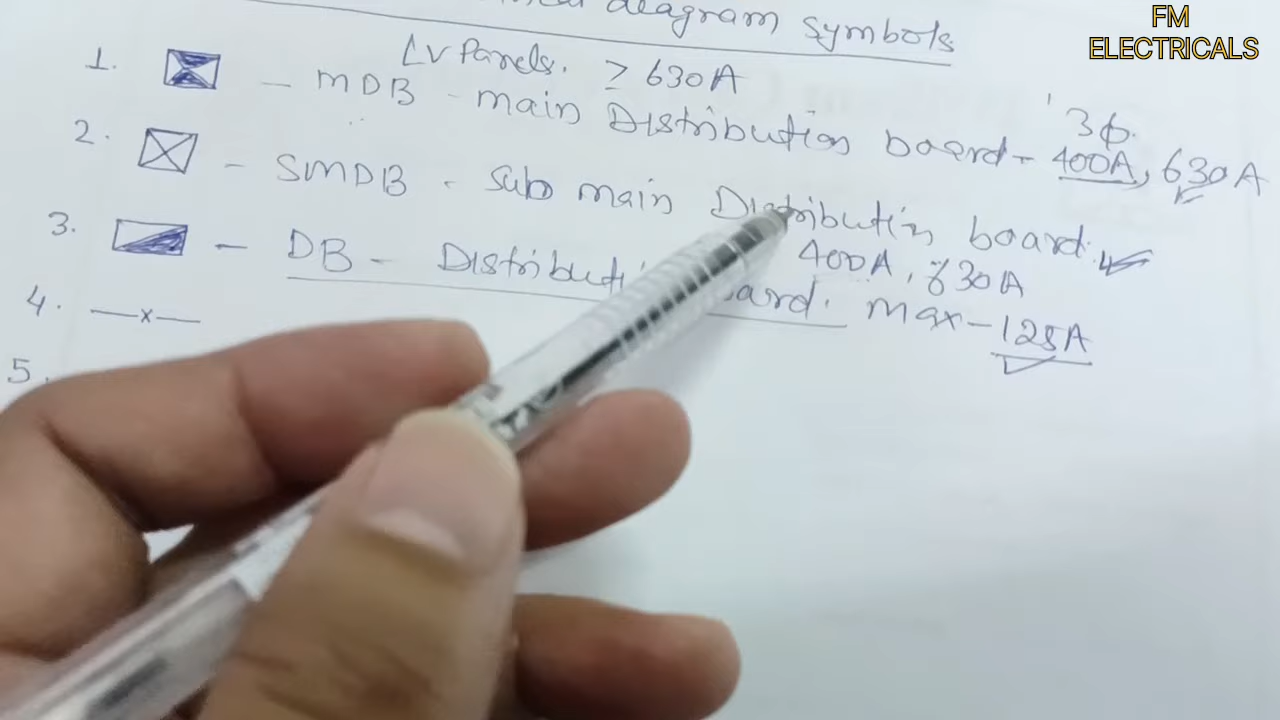 FM
ELECTRICALS
diagram symbols
LV Panels. ≥ 630A
1. - MDB - main Distribution board - 400A, 630A
3ϕ.
2. - SMDB - Sub main Distribution board.
400A, 630A
3. - DB - Distributi board. max - 125A
4. —x—
5.